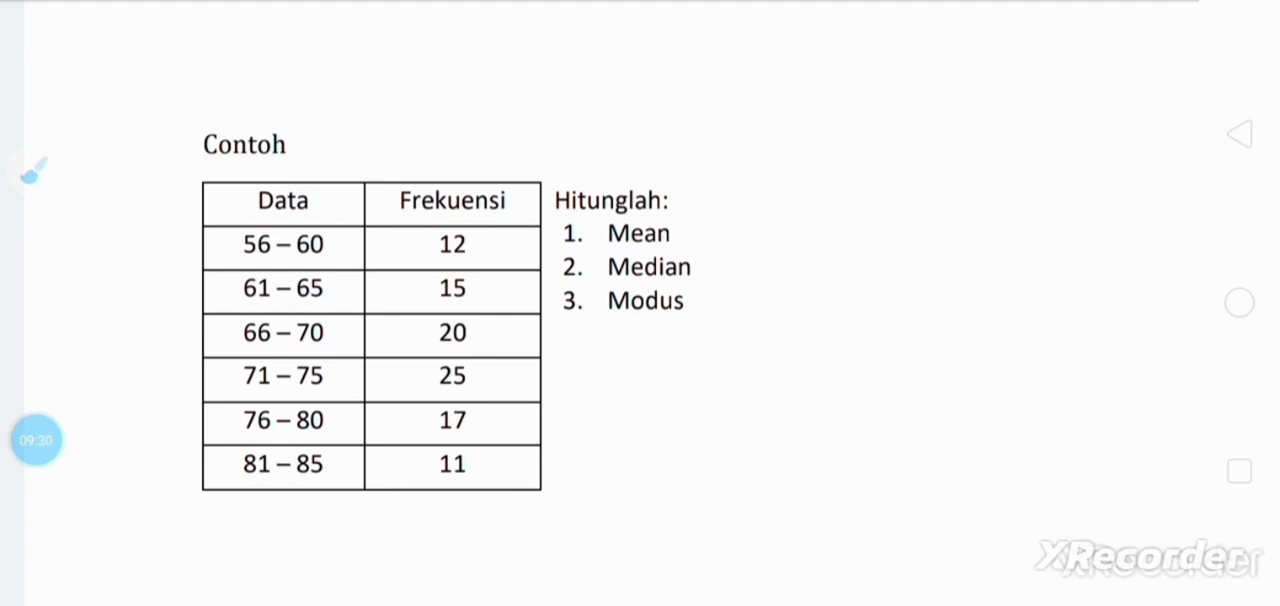 Contoh
Data Frekuensi
56 – 60 12
61 – 65 15
66 – 70 20
71 – 75 25
76 – 80 17
81 – 85 11
Hitunglah:
1. Mean
2. Median
3. Modus
09:30
XRecorder